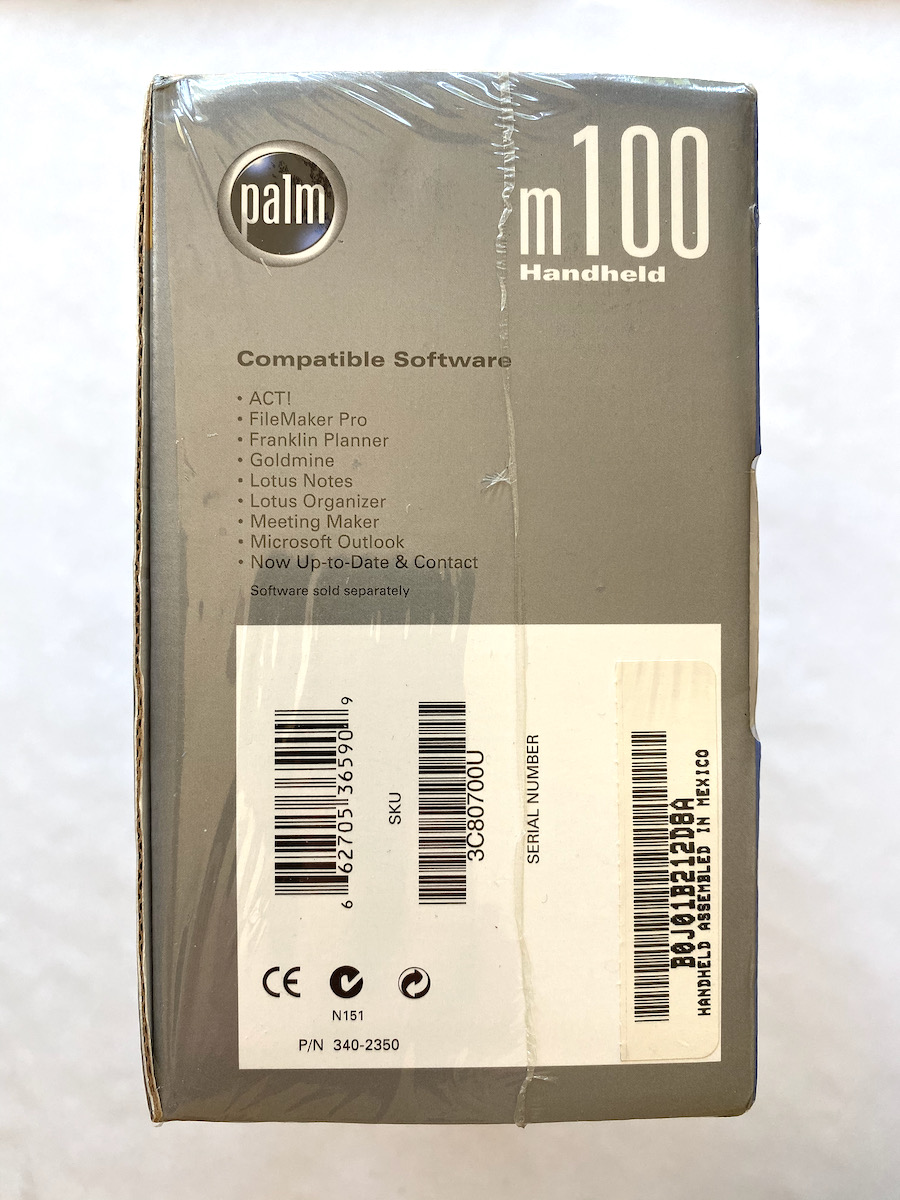 palm
m100
Handheld
Compatible Software
• ACT!
• FileMaker Pro
• Franklin Planner
• Goldmine
• Lotus Notes
• Lotus Organizer
• Meeting Maker
• Microsoft Outlook
• Now Up-to-Date & Contact
Software sold separately
6 62705 36590 9
SKU
3C80700U
SERIAL NUMBER
B0J01B212D8A
HANDHELD ASSEMBLED IN MEXICO
CE
N151
P/N 340-2350